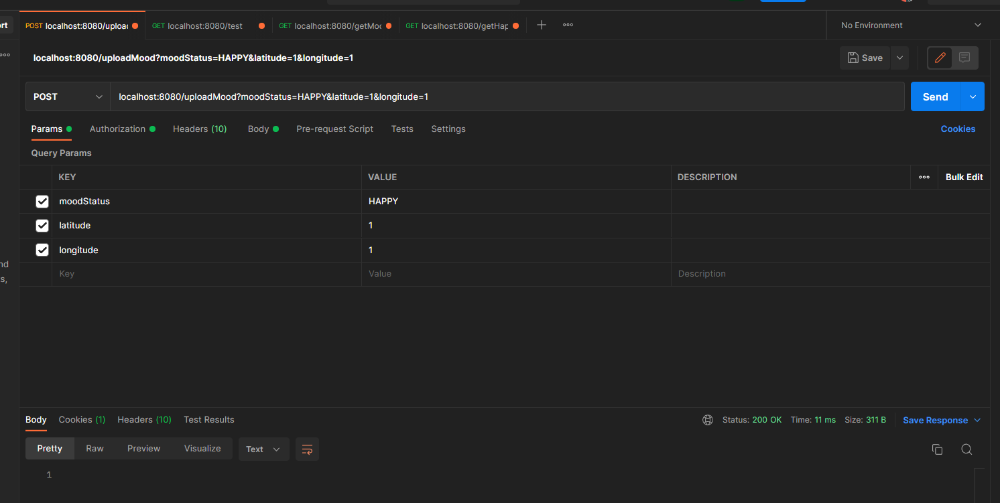 rt POST localhost:8080/upload GET localhost:8080/test GET localhost:8080/getMoo GET localhost:8080/getHap No Environment
localhost:8080/uploadMood?moodStatus=HAPPY&latitude=1&longitude=1 Save
POST localhost:8080/uploadMood?moodStatus=HAPPY&latitude=1&longitude=1 Send
Params Authorization Headers (10) Body Pre-request Script Tests Settings Cookies
Query Params
KEY VALUE DESCRIPTION Bulk Edit
moodStatus HAPPY
latitude 1
longitude 1
nd
Key Value Description
s,
Body Cookies (1) Headers (10) Test Results Status: 200 OK Time: 11 ms Size: 311 B Save Response
Pretty Raw Preview Visualize Text
1